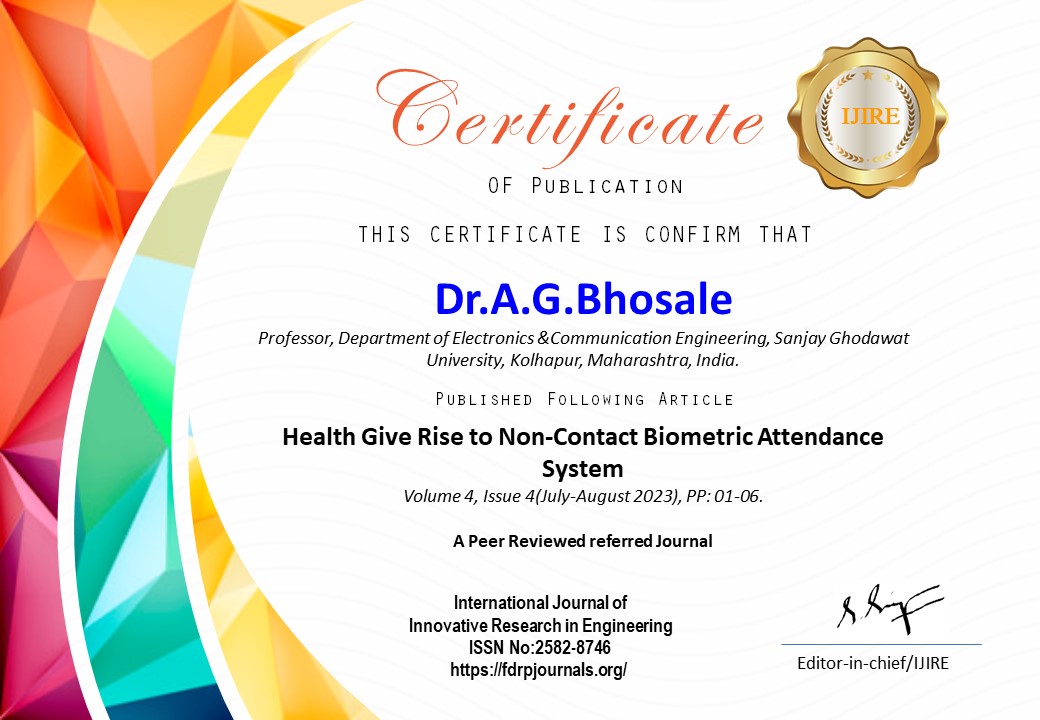 Certificate
IJIRE
OF PUBLICATION
THIS CERTIFICATE IS CONFIRM THAT
Dr.A.G.Bhosale
Professor, Department of Electronics &Communication Engineering, Sanjay Ghodawat
University, Kolhapur, Maharashtra, India.
PUBLISHED FOLLOWING ARTICLE
Health Give Rise to Non-Contact Biometric Attendance
System
Volume 4, Issue 4(July-August 2023), PP: 01-06.
A Peer Reviewed referred Journal
International Journal of
Innovative Research in Engineering
ISSN No:2582-8746
https://fdrpjournals.org/
Editor-in-chief/IJIRE